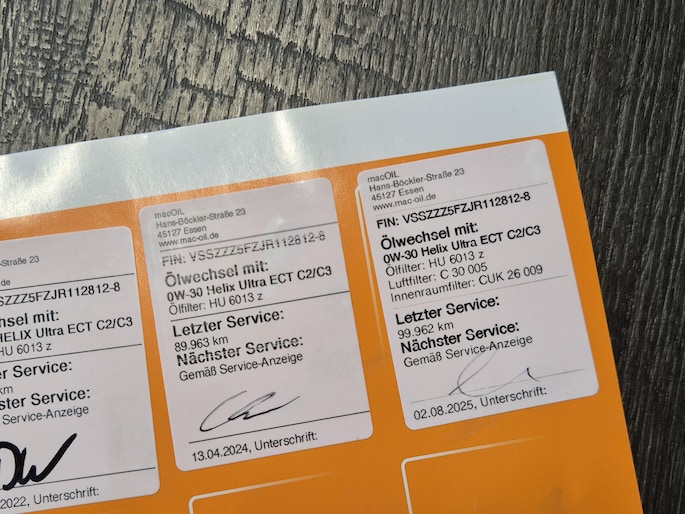 -Straße 23
SSZZZ5FZJR112812-8
hsel mit:
HELIX Ultra ECT C2/C3
HU 6013 z
er Service:
km
ster Service:
Service-Anzeige
DW
2022, Unterschrift:
macOIL
Hans-Böckler-Straße 23
45127 Essen
www.mac-oil.de
FIN: VSSZZZ5FZJR112812-8
Ölwechsel mit:
0W-30 Helix Ultra ECT C2/C3
Ölfilter: HU 6013 z
Letzter Service:
89.963 km
Nächster Service:
Gemäß Service-Anzeige
13.04.2024, Unterschrift:
macOIL
Hans-Böckler-Straße 23
45127 Essen
www.mac-oil.de
FIN: VSSZZZ5FZJR112812-8
Ölwechsel mit:
0W-30 Helix Ultra ECT C2/C3
Ölfilter: HU 6013 z
Luftfilter: C 30 005
Innenraumfilter: CUK 26 009
Letzter Service:
99.962 km
Nächster Service:
Gemäß Service-Anzeige
02.08.2025, Unterschrift: